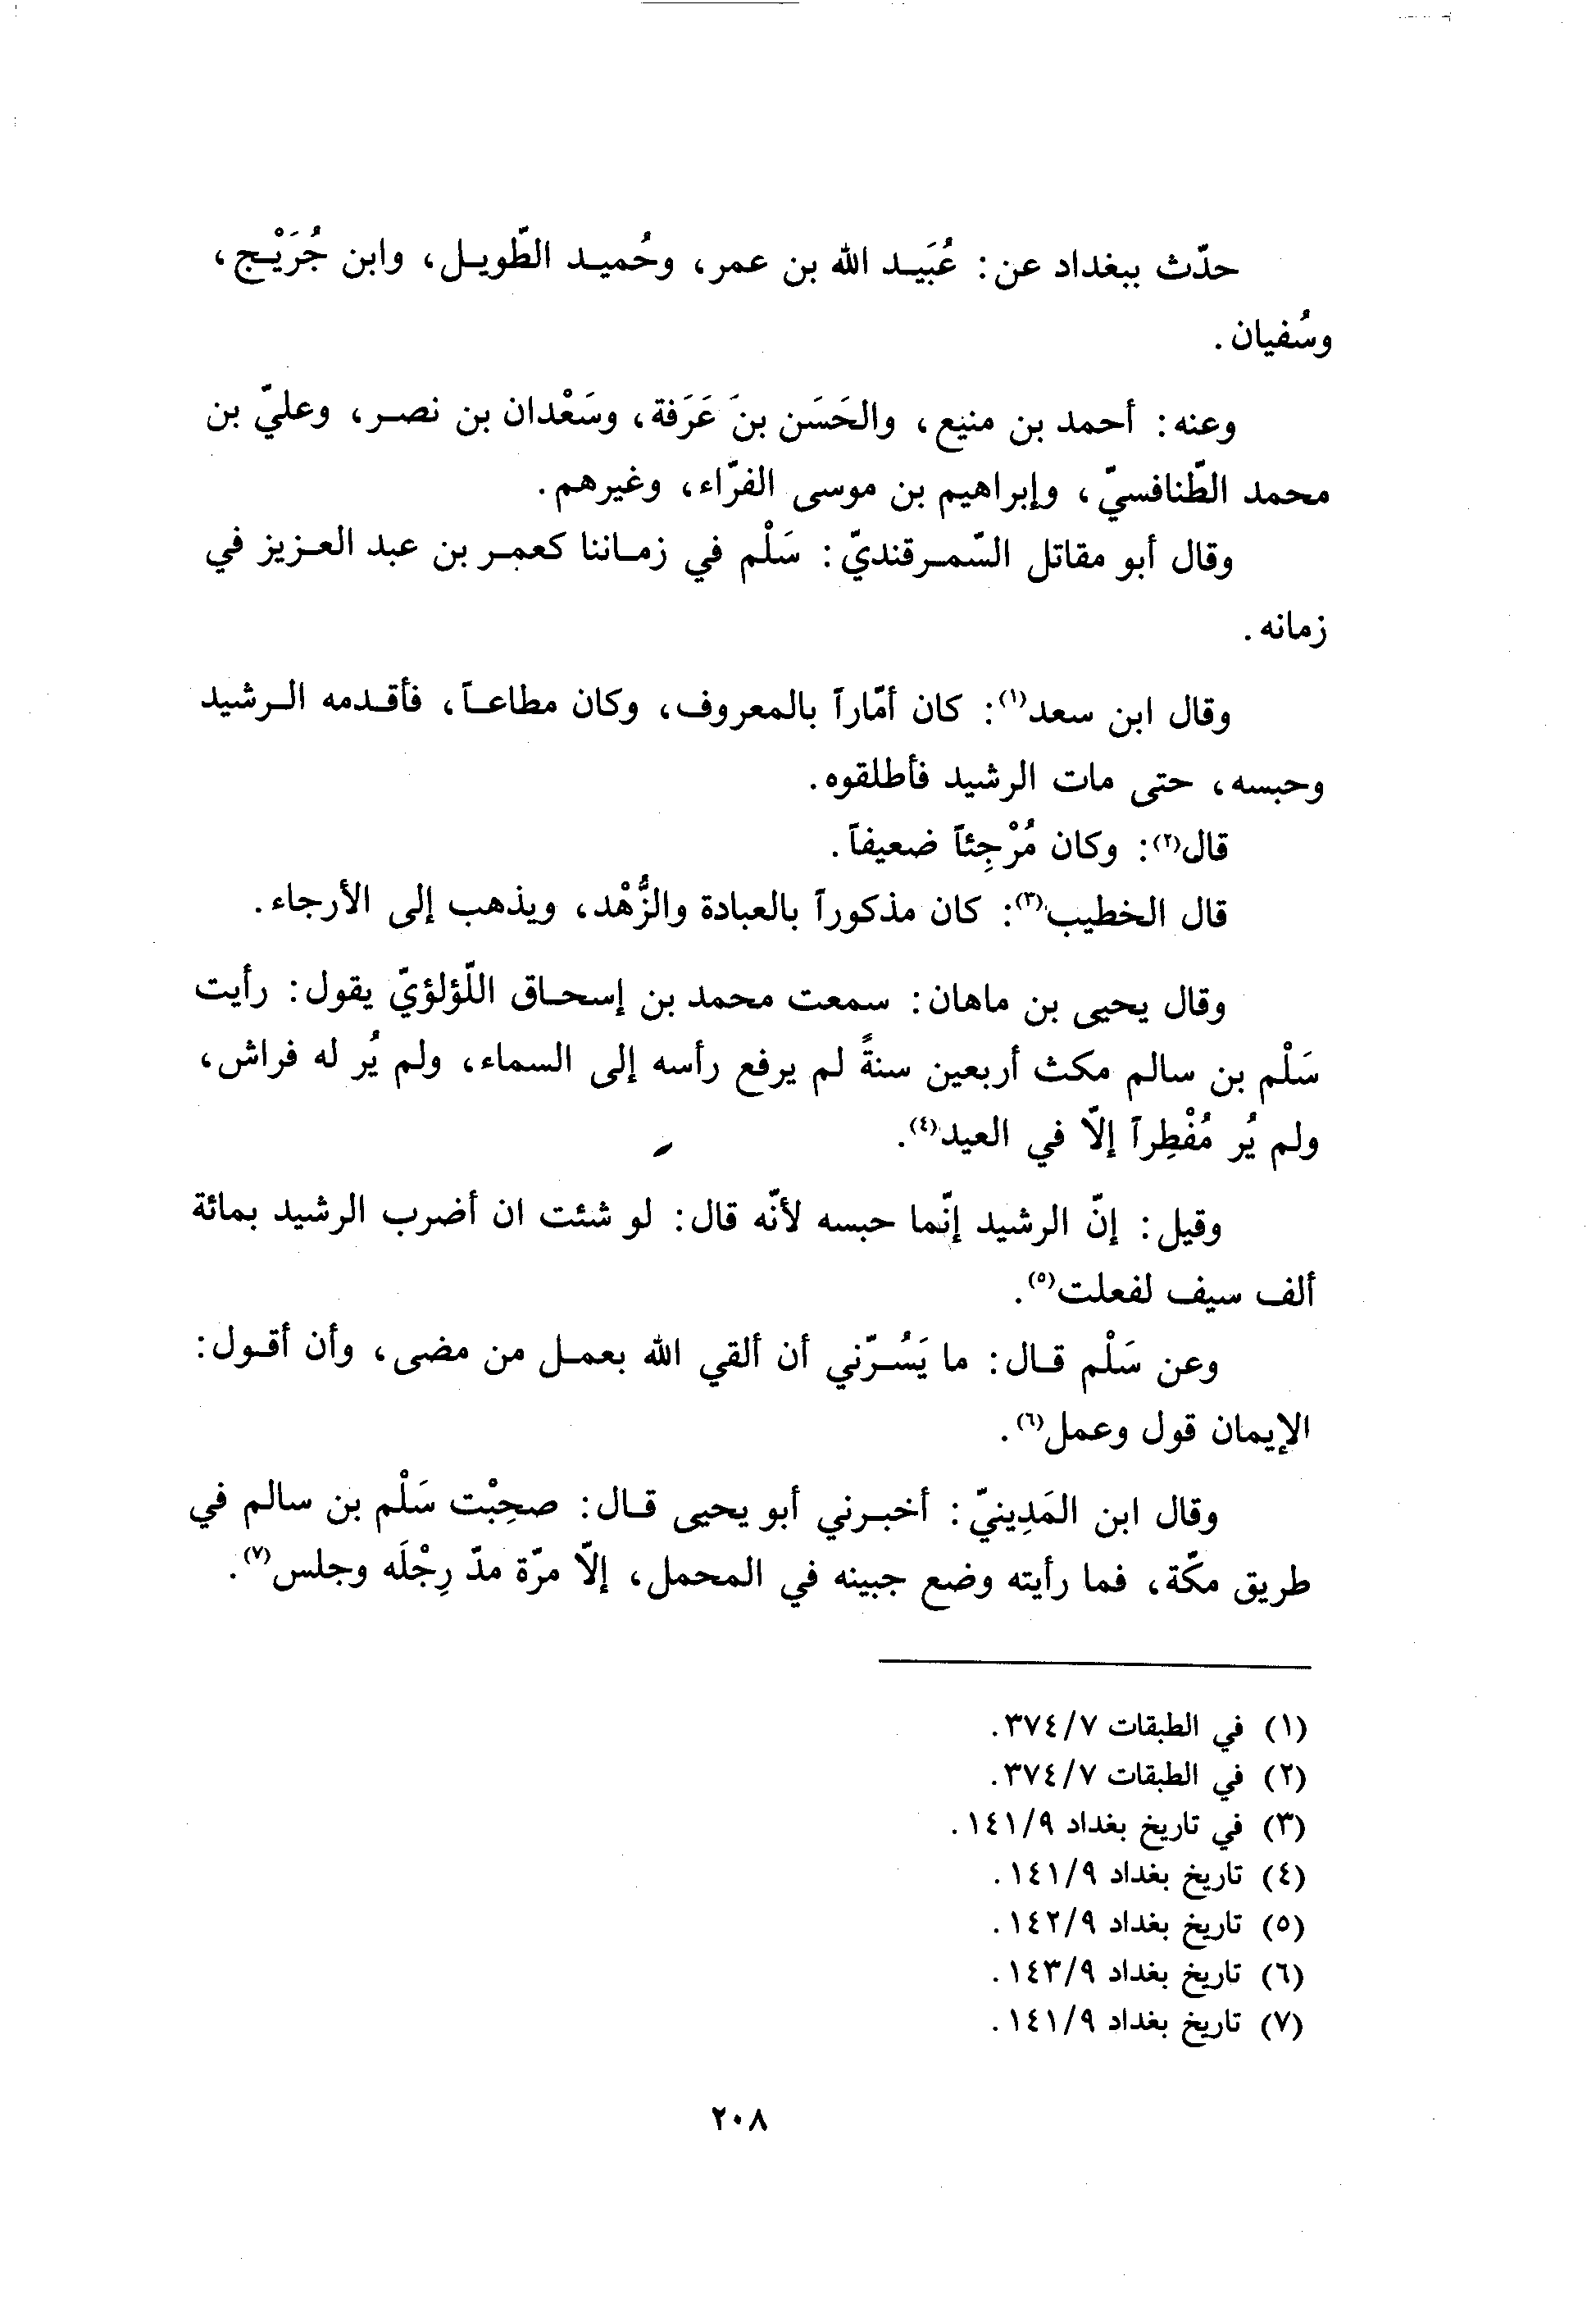 حدّث ببغداد عن: عُبَيد الله بن عمر، وحُميد الطّويل، وابن جُرَيْج،
وسُفيان.
وعنه: أحمد بن منيع، والحَسَن بنَ عَرَفة، وسَعْدان بن نصر، وعليّ بن
محمد الطّنافسيّ، وإبراهيم بن موسى الفرّاء، وغيرهم.
وقال أبو مقاتل السّمرقنديّ: سَلْم في زماننا كعمر بن عبد العزيز في
زمانه.
وقال ابن سعد(١): كان أمّاراً بالمعروف، وكان مطاعاً، فأقدمه الرشيد
وحبسه، حتى مات الرشيد فأطلقوه.
قال(٢): وكان مُرْجِئاً ضعيفاً.
قال الخطيب(٣): كان مذكوراً بالعبادة والزُّهْد، ويذهب إلى الأرجاء.
وقال يحيى بن ماهان: سمعت محمد بن إسحاق اللّؤلؤيّ يقول: رأيت
سَلْم بن سالم مكث أربعين سنةً لم يرفع رأسه إلى السماء، ولم يُر له فراش،
ولم يُر مُفْطِراً إلّا في العيد(٤).
وقيل: إنّ الرشيد إنّما حبسه لأنّه قال: لو شئت ان أضرب الرشيد بمائة
ألف سيف لفعلت(٥).
وعن سَلْم قال: ما يَسُرّني أن ألقي الله بعمل من مضى، وأن أقول:
الإيمان قول وعمل(٦).
وقال ابن المَدِينيّ: أخبرني أبو يحيى قال: صحِبْت سَلْم بن سالم في
طريق مكّة، فما رأيته وضع جبينه في المحمل، إلّا مرّة مدّ رِجْلَه وجلس(٧).
(١) في الطبقات ٣٧٤/٧.
(٢) في الطبقات ٣٧٤/٧.
(٣) في تاريخ بغداد ١٤١/٩.
(٤) تاريخ بغداد ١٤١/٩.
(٥) تاريخ بغداد ١٤٢/٩.
(٦) تاريخ بغداد ١٤٣/٩.
(٧) تاريخ بغداد ١٤١/٩.
٢٠٨